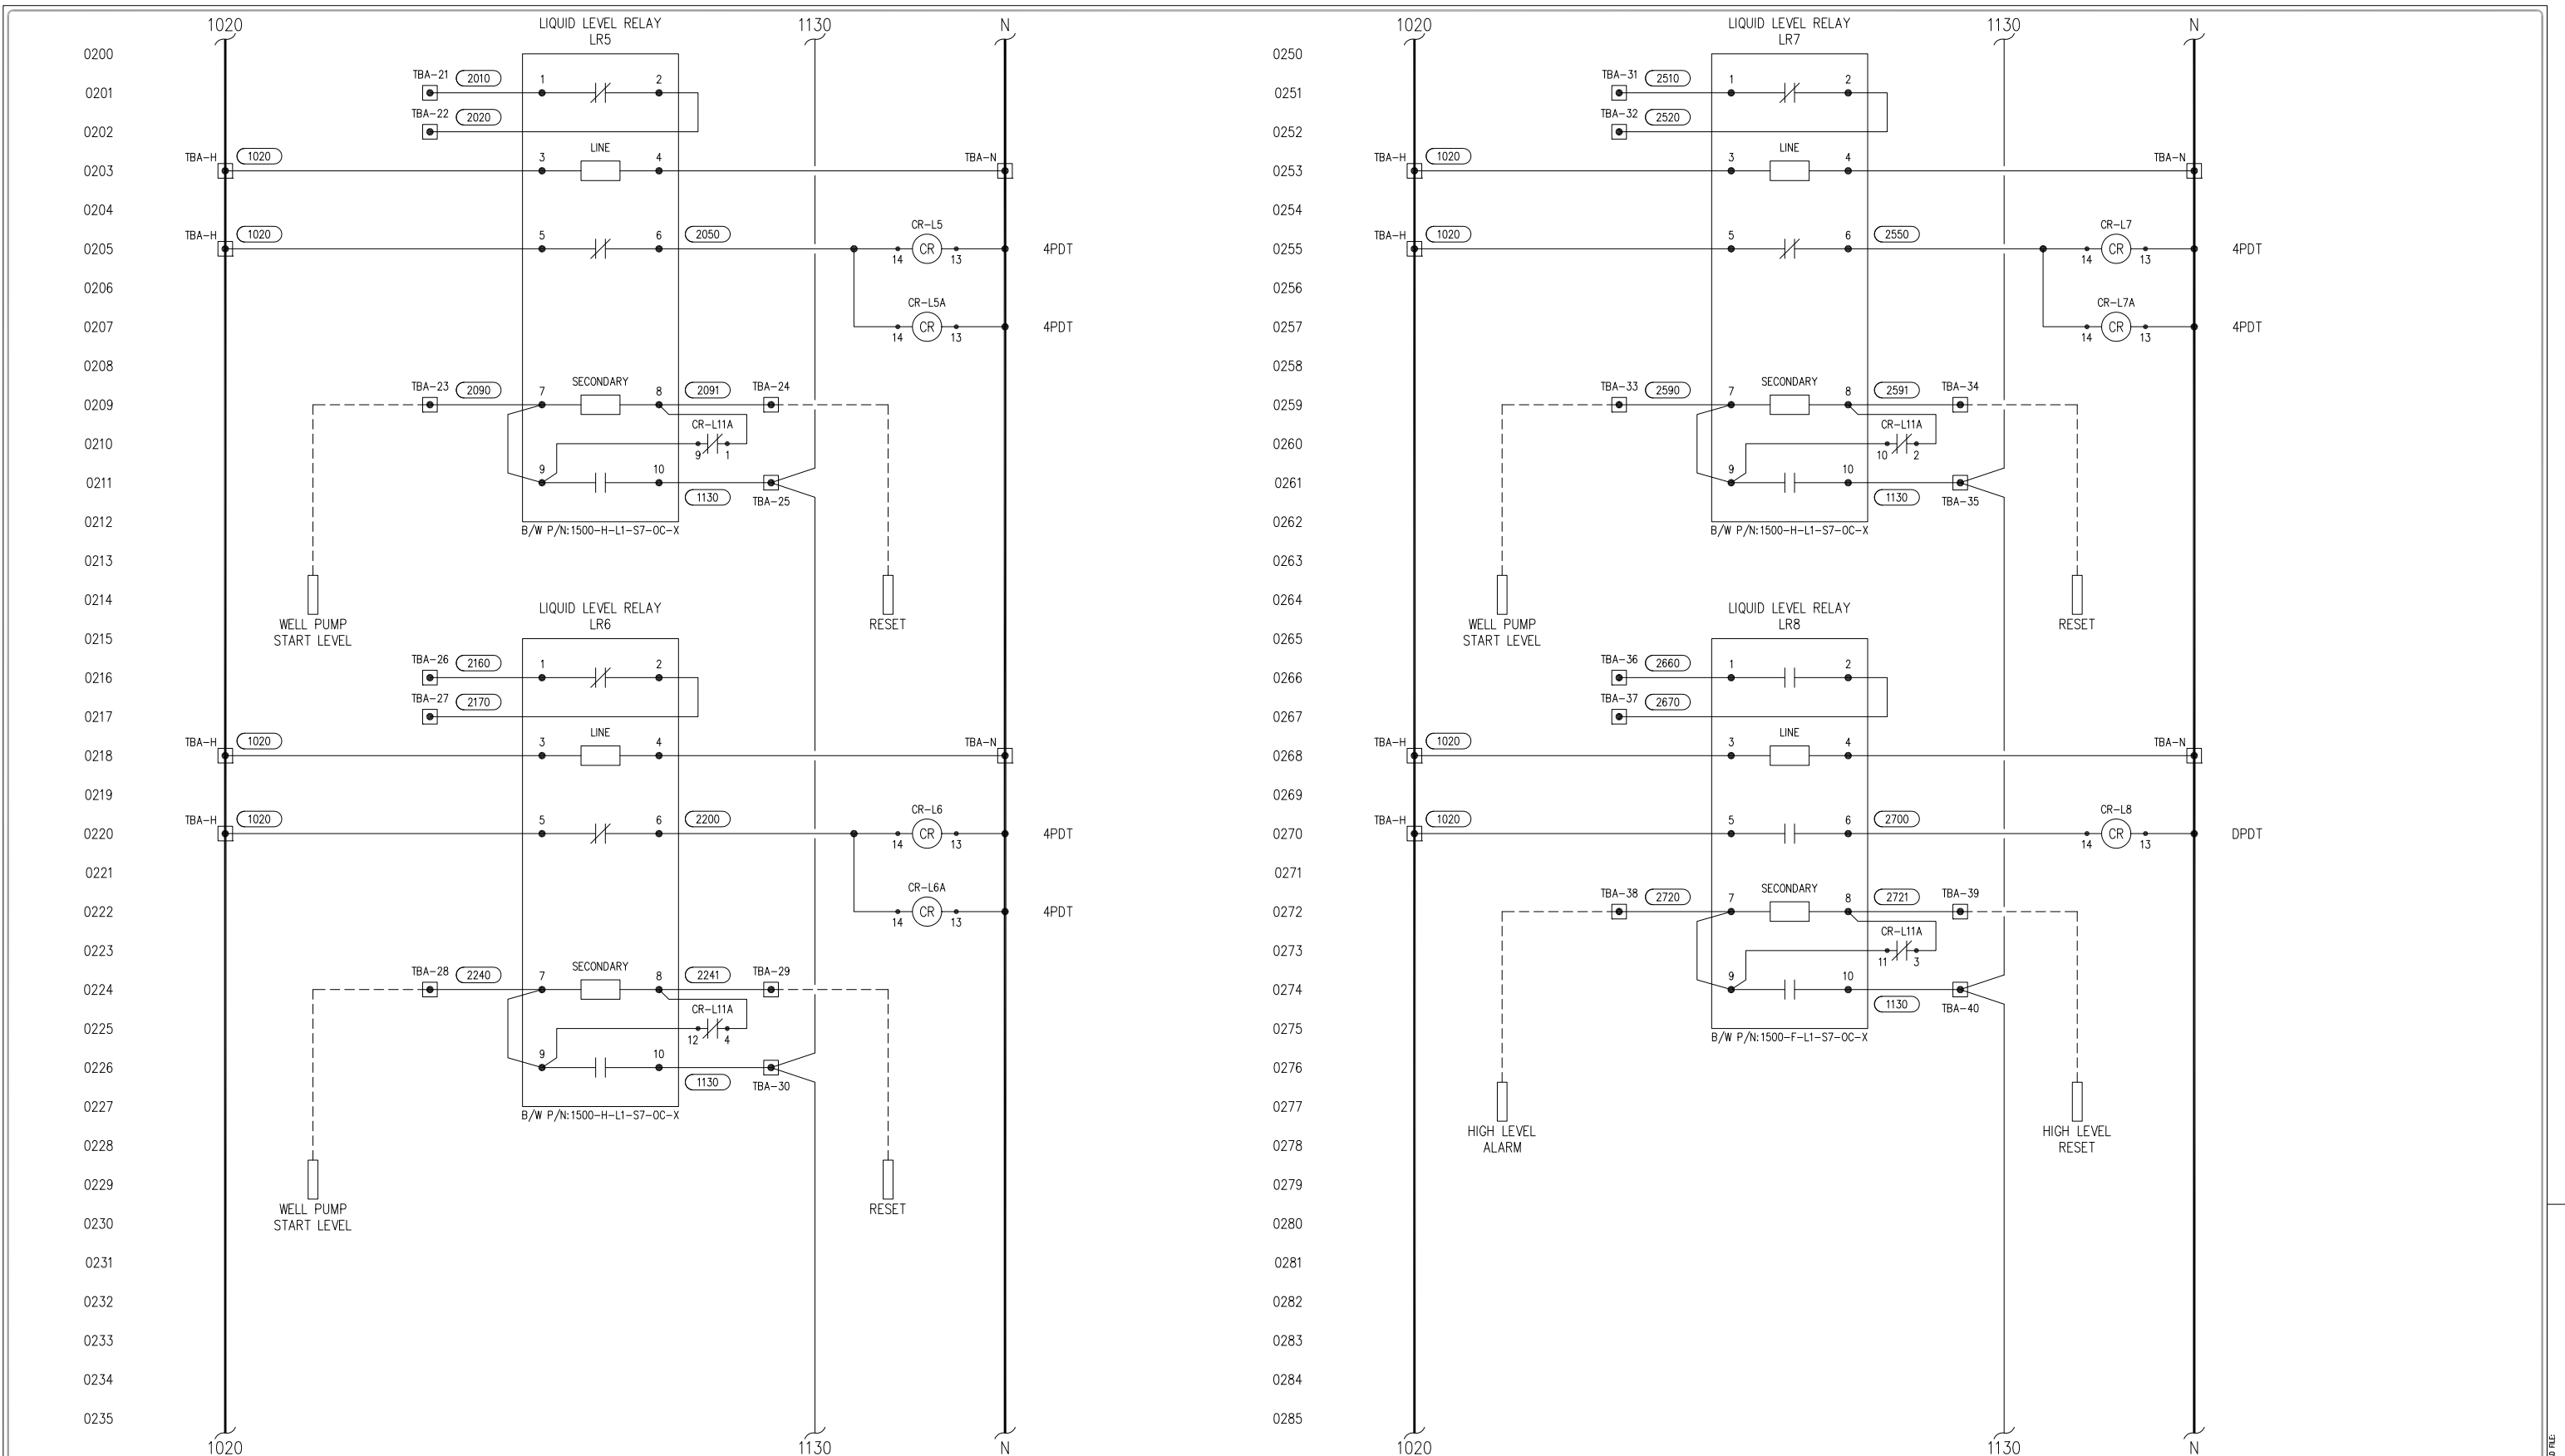 1020
LIQUID LEVEL RELAY
LR5
1130
N
0200
TBA-21
2010
1
2
0201
TBA-22
2020
0202
LINE
TBA-H
1020
3
4
TBA-N
0203
0204
CR-L5
TBA-H
1020
5
6
2050
0205
CR
4PDT
14
13
0206
CR-L5A
0207
CR
4PDT
14
13
0208
SECONDARY
TBA-23
2090
7
8
2091
TBA-24
0209
CR-L11A
0210
9
1
9
10
0211
1130
TBA-25
0212
B/W P/N:1500-H-L1-S7-OC-X
0213
0214
LIQUID LEVEL RELAY
LR6
WELL PUMP
START LEVEL
RESET
0215
TBA-26
2160
1
2
0216
TBA-27
2170
0217
LINE
TBA-H
1020
3
4
TBA-N
0218
0219
CR-L6
TBA-H
1020
5
6
2200
0220
CR
4PDT
14
13
0221
CR-L6A
0222
CR
4PDT
14
13
0223
SECONDARY
TBA-28
2240
7
8
2241
TBA-29
0224
CR-L11A
0225
12
4
9
10
0226
1130
TBA-30
0227
B/W P/N:1500-H-L1-S7-OC-X
0228
0229
WELL PUMP
START LEVEL
RESET
0230
0231
0232
0233
0234
0235
1020
1130
N
1020
LIQUID LEVEL RELAY
LR7
1130
N
0250
TBA-31
2510
1
2
0251
TBA-32
2520
0252
LINE
TBA-H
1020
3
4
TBA-N
0253
0254
CR-L7
TBA-H
1020
5
6
2550
0255
CR
4PDT
14
13
0256
CR-L7A
0257
CR
4PDT
14
13
0258
SECONDARY
TBA-33
2590
7
8
2591
TBA-34
0259
CR-L11A
0260
10
2
9
10
0261
1130
TBA-35
0262
B/W P/N:1500-H-L1-S7-OC-X
0263
0264
LIQUID LEVEL RELAY
LR8
WELL PUMP
START LEVEL
RESET
0265
TBA-36
2660
1
2
0266
TBA-37
2670
0267
LINE
TBA-H
1020
3
4
TBA-N
0268
0269
CR-L8
TBA-H
1020
5
6
2700
0270
CR
DPDT
14
13
0271
SECONDARY
TBA-38
2720
7
8
2721
TBA-39
0272
CR-L11A
0273
11
3
9
10
0274
1130
TBA-40
0275
B/W P/N:1500-F-L1-S7-OC-X
0276
0277
HIGH LEVEL
ALARM
HIGH LEVEL
RESET
0278
0279
0280
0281
0282
0283
0284
0285
1020
1130
N